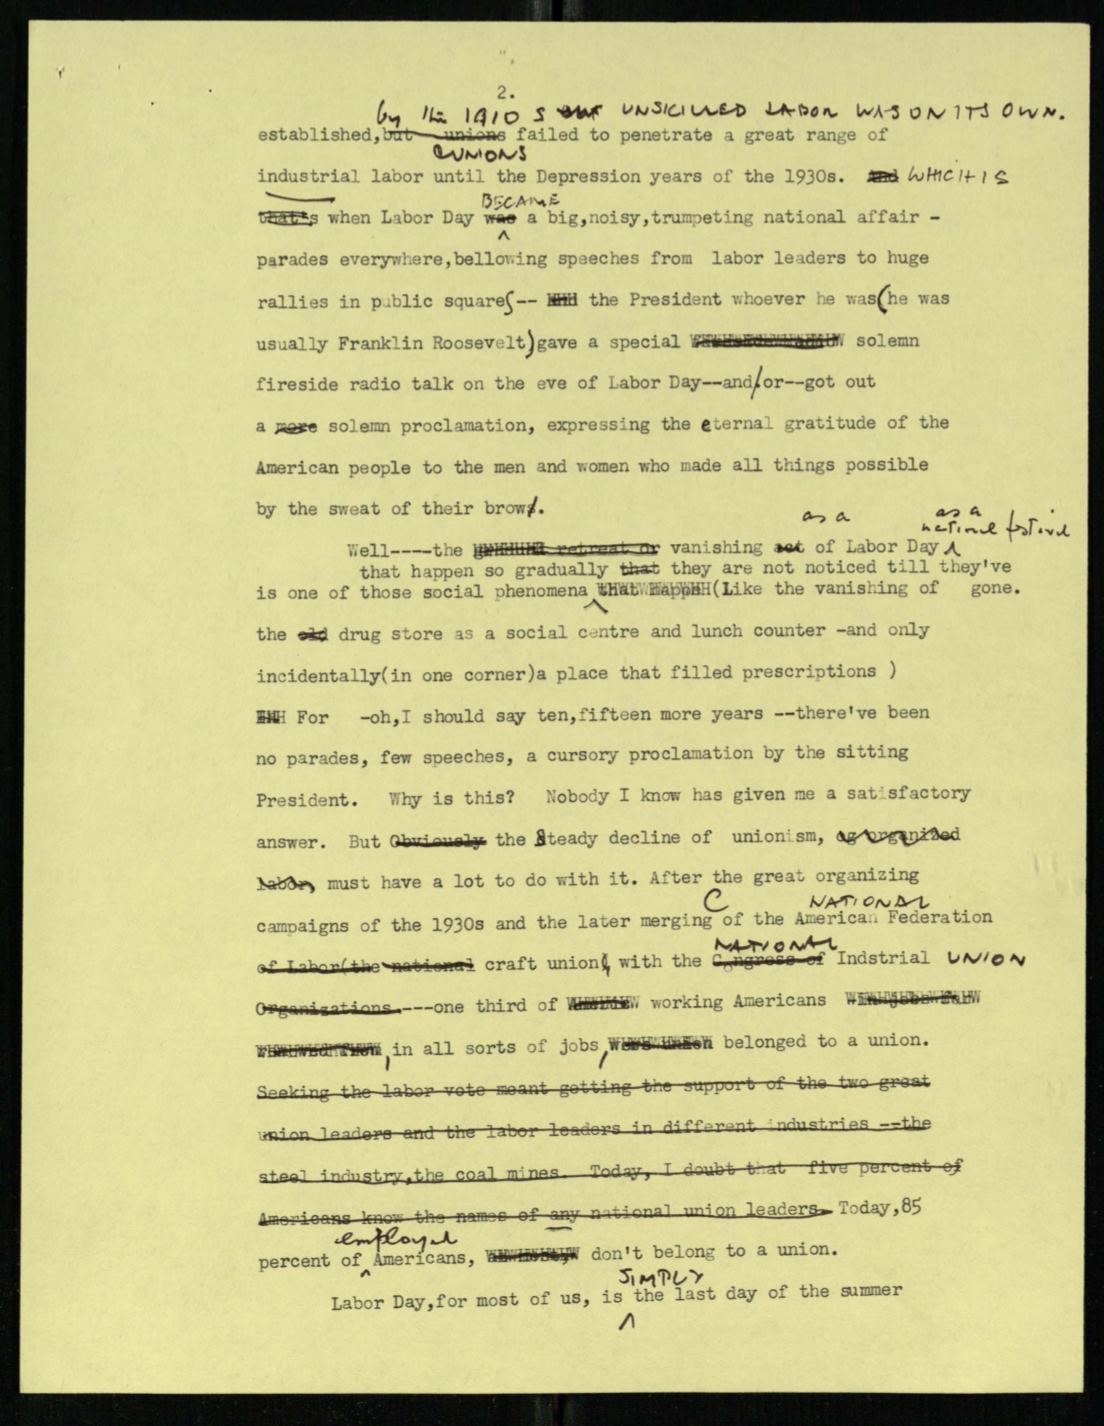 2.
by the 1910s but UNSKILLED LABOR WAS ON ITS OWN.
established,but unions failed to penetrate a great range of
UNIONS
industrial labor until the Depression years of the 1930s. and WHICH IS
BECAME
that's when Labor Day was a big,noisy,trumpeting national affair -
parades everywhere,bellowing speeches from labor leaders to huge
rallies in public squares-- the President whoever he was(he was
usually Franklin Roosevelt)gave a special solemn
fireside radio talk on the eve of Labor Day--and/or--got out
a more solemn proclamation, expressing the eternal gratitude of the
American people to the men and women who made all things possible
by the sweat of their brow.
as a as a
national festival
Well----the retreat or vanishing act of Labor Day
that happen so gradually that they are not noticed till they've
is one of those social phenomena that happen (Like the vanishing of gone.
the old drug store as a social centre and lunch counter -and only
incidentally(in one corner)a place that filled prescriptions )
For -oh,I should say ten,fifteen more years --there've been
no parades, few speeches, a cursory proclamation by the sitting
President. Why is this? Nobody I know has given me a satisfactory
answer. But Obviously the Steady decline of unionism, og organized
labor, must have a lot to do with it. After the great organizing
C NATIONAL
campaigns of the 1930s and the later merging of the American Federation
NATIONAL
of Labor(the national craft union, with the Congress of Indstrial UNION
Organizations.---one third of working Americans
in all sorts of jobs, were union belonged to a union.
Seeking the labor vote meant getting the support of the two great
union leaders and the labor leaders in different industries --the
steel industry,the coal mines. Today, I doubt that five percent of
Americans know the names of any national union leaders. Today,85
employed
percent of Americans, don't belong to a union.
SIMPLY
Labor Day,for most of us, is the last day of the summer